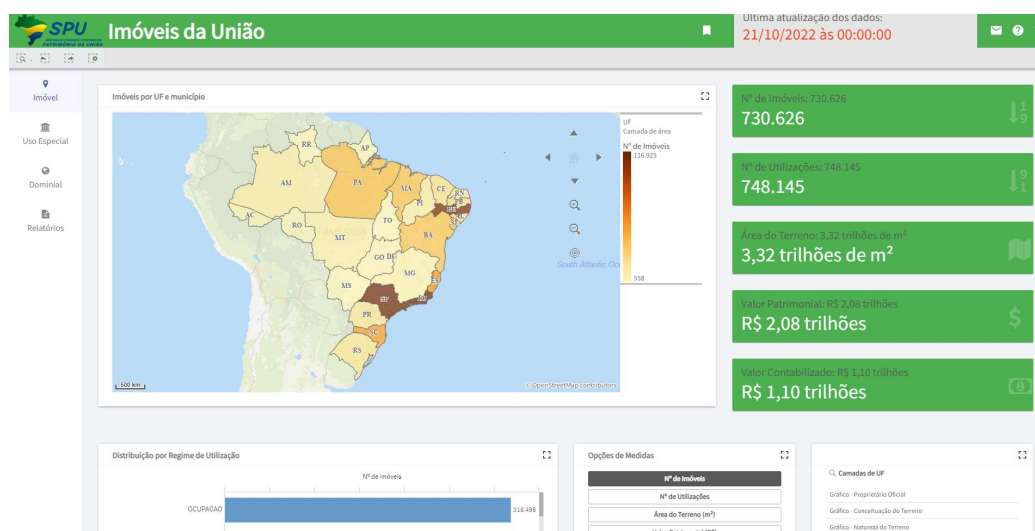 SPU
PATRIMÔNIO DA UNIÃO
Imóveis da União
Última atualização dos dados:
21/10/2022 às 00:00:00
Imóvel
Uso Especial
Dominial
Relatórios
Imóveis por UF e município
RR
AP
AM
PA
MA
CE
RN
PB
PI
AC
RO
TO
BA
MT
GO
DF
MG
ES
MS
SP
RJ
PR
SC
RS
500 km
South Atlantic Oc
© OpenStreetMap contributors
UF
Camada de área
Nº de Imóveis
116.925
558
Nº de Imóveis: 730.626
730.626
Nº de Utilizações: 748.145
748.145
Área do Terreno: 3,32 trilhões de m²
3,32 trilhões de m²
Valor Patrimonial: R$ 2,08 trilhões
R$ 2,08 trilhões
Valor Contabilizado: R$ 1,10 trilhões
R$ 1,10 trilhões
Distribuição por Regime de Utilização
Nº de imóveis
OCUPACAO
518.498
Opções de Medidas
Nº de Imóveis
Nº de Utilizações
Área do Terreno (m²)
Camadas de UF
Gráfico - Proprietário Oficial
Gráfico - Conceituação do Terreno
Gráfico - Natureza do Terreno